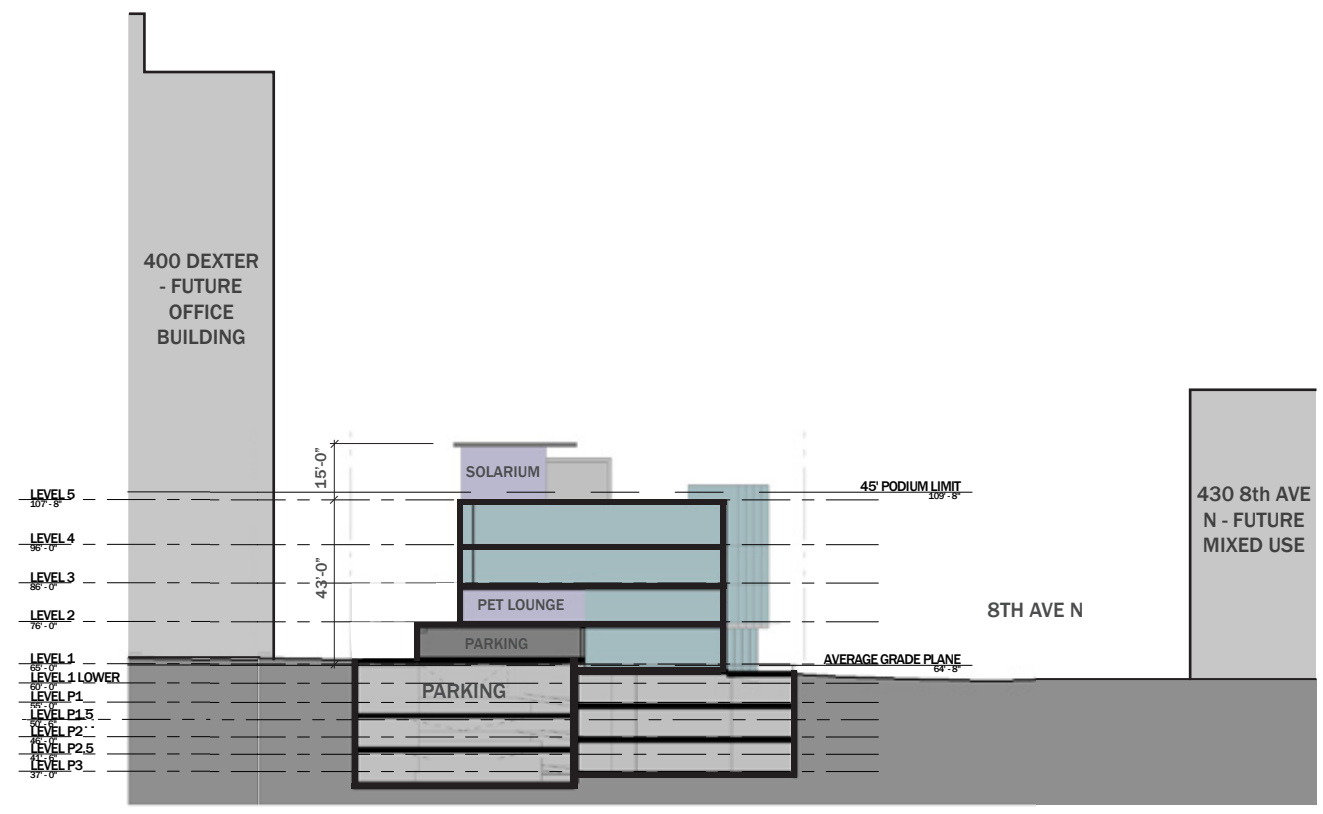 400 DEXTER
- FUTURE
OFFICE
BUILDING
15'-0"
43'-0"
SOLARIUM
PET LOUNGE
PARKING
PARKING
LEVEL 5
107' - 8"
LEVEL 4
96' - 0"
LEVEL 3
86' - 0"
LEVEL 2
76' - 0"
LEVEL 1
65' - 0"
LEVEL 1 LOWER
60' - 0"
LEVEL P1
55' - 0"
LEVEL P1.5
LEVEL P2
46' - 0"
LEVEL P2.5
41' - 6"
LEVEL P3
37' - 0"
45' PODIUM LIMIT
109' - 8"
AVERAGE GRADE PLANE
64' - 8"
8TH AVE N
430 8th AVE
N - FUTURE
MIXED USE